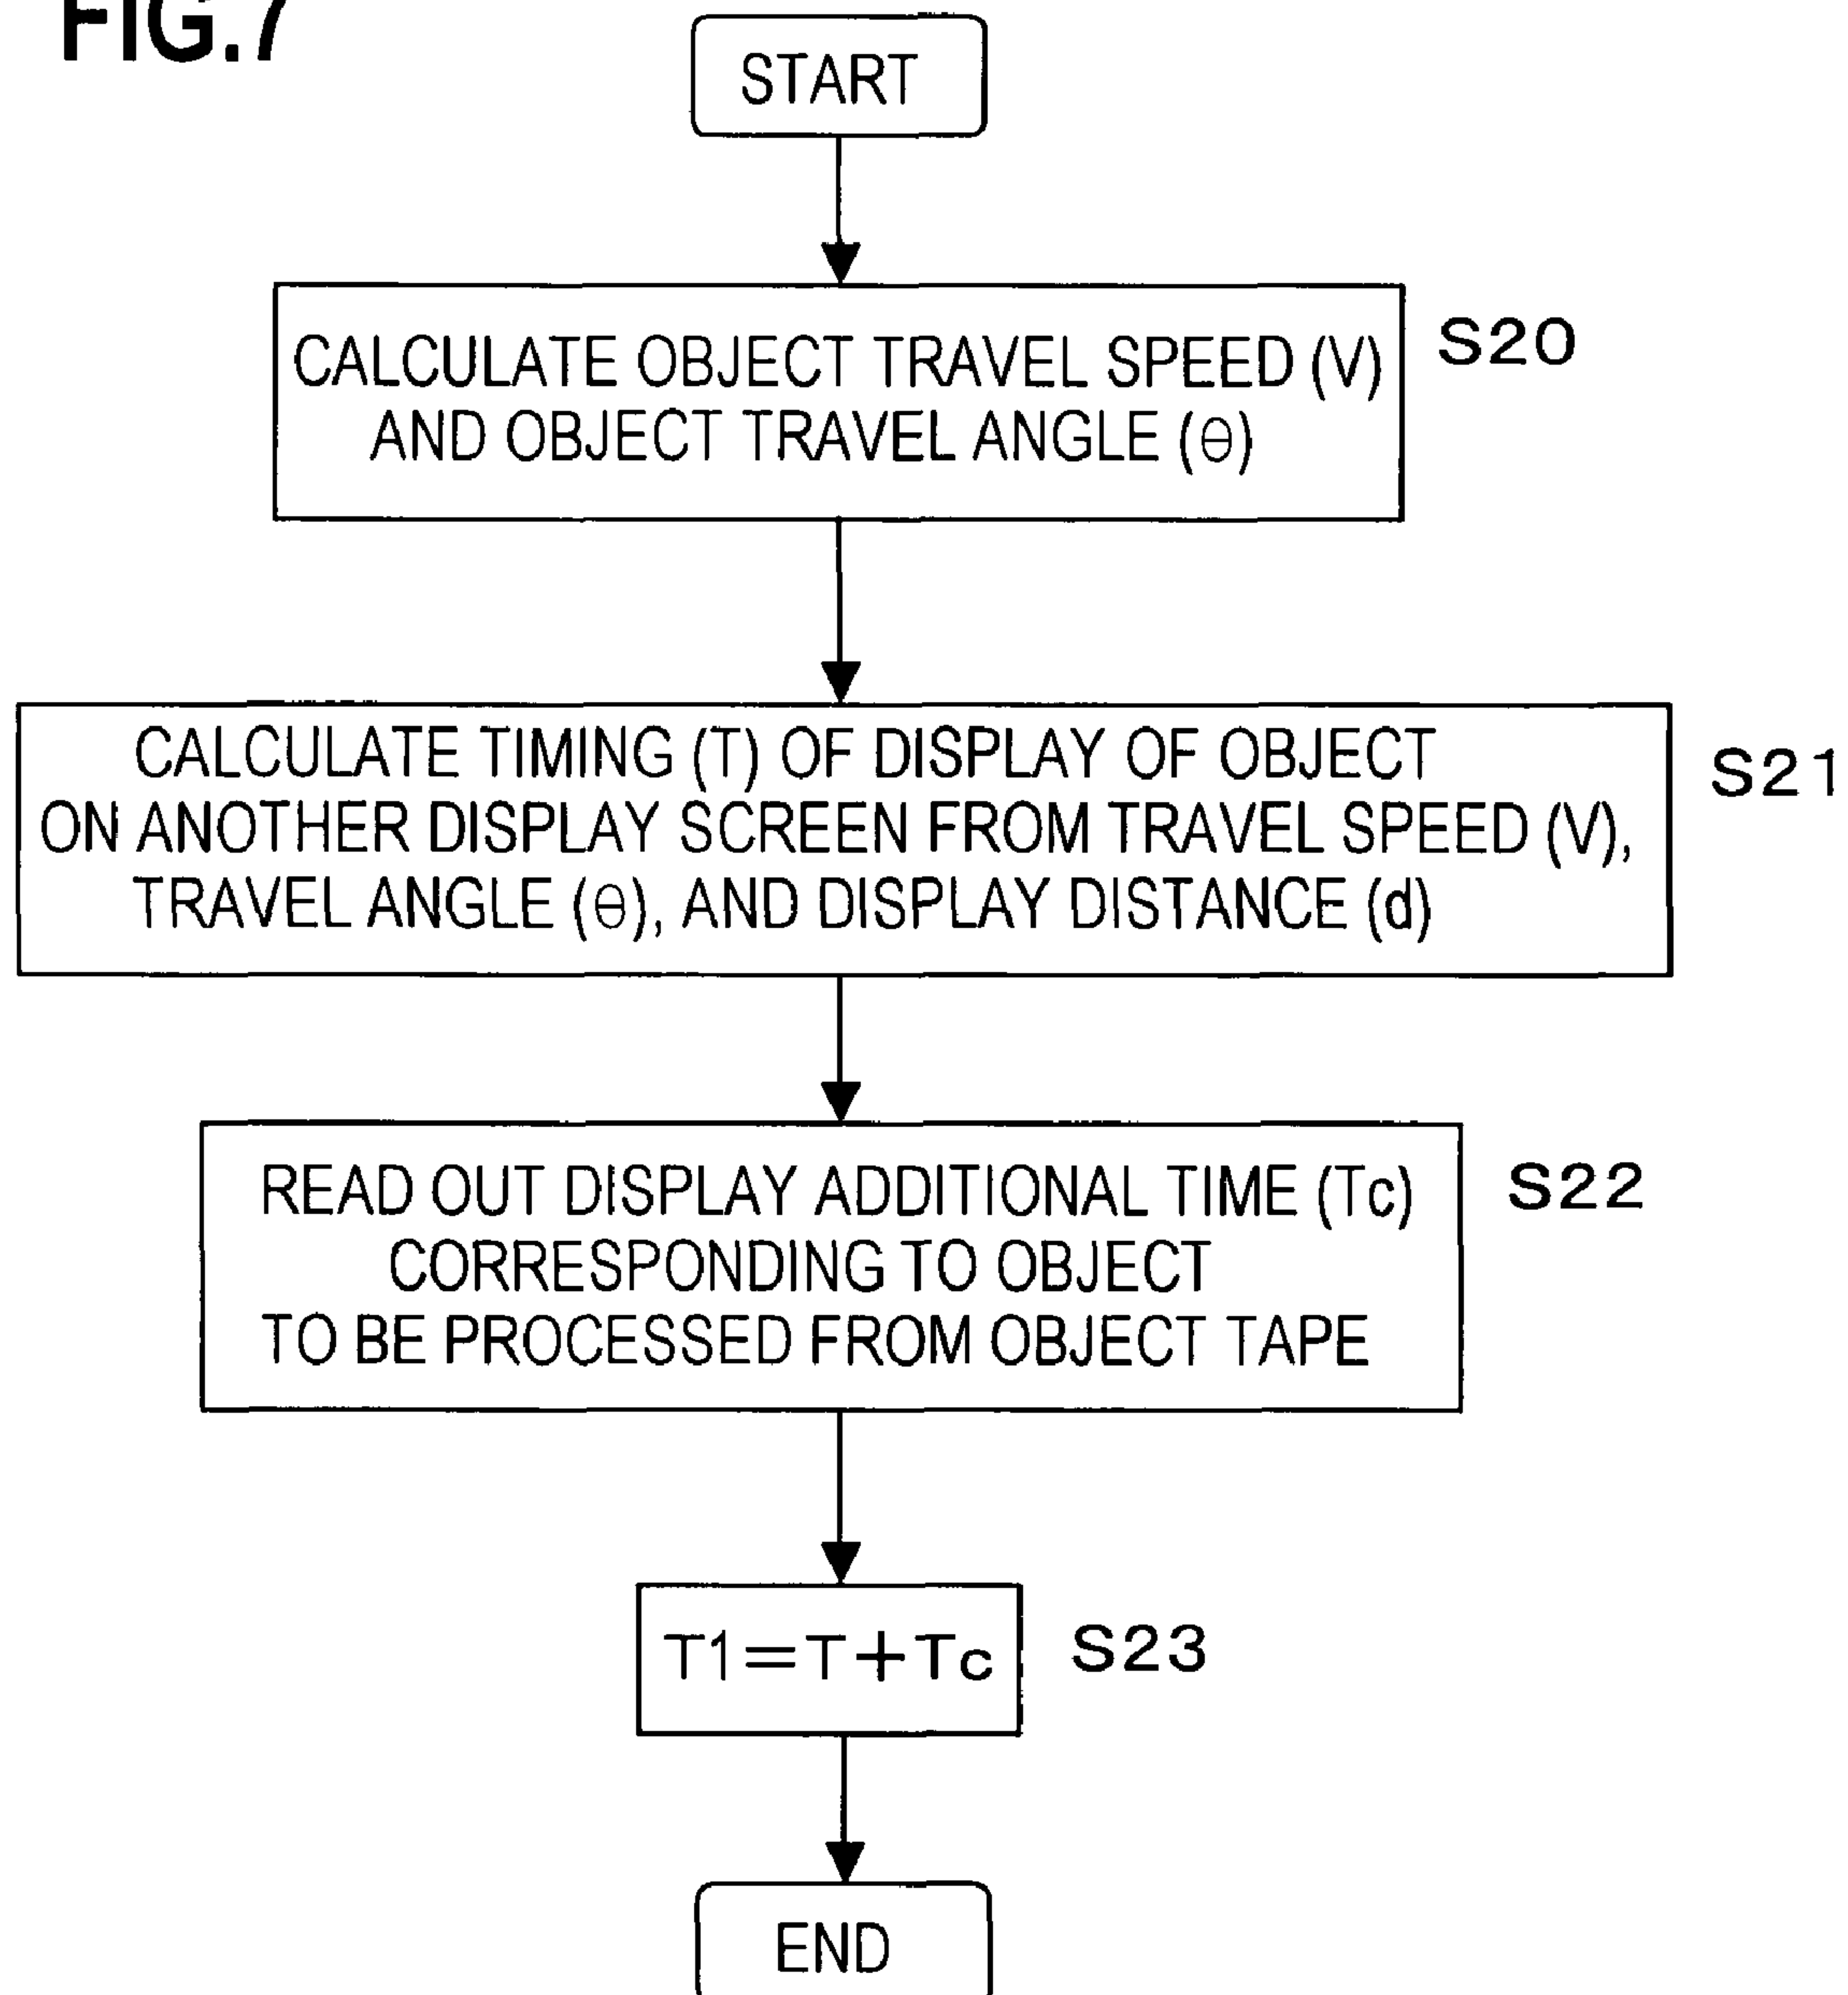 FIG.7
START
CALCULATE OBJECT TRAVEL SPEED (V)
AND OBJECT TRAVEL ANGLE (θ)
S20
CALCULATE TIMING (T) OF DISPLAY OF OBJECT
ON ANOTHER DISPLAY SCREEN FROM TRAVEL SPEED (V),
TRAVEL ANGLE (θ), AND DISPLAY DISTANCE (d)
S21
READ OUT DISPLAY ADDITIONAL TIME (Tc)
CORRESPONDING TO OBJECT
TO BE PROCESSED FROM OBJECT TAPE
S22
T1=T+Tc
S23
END